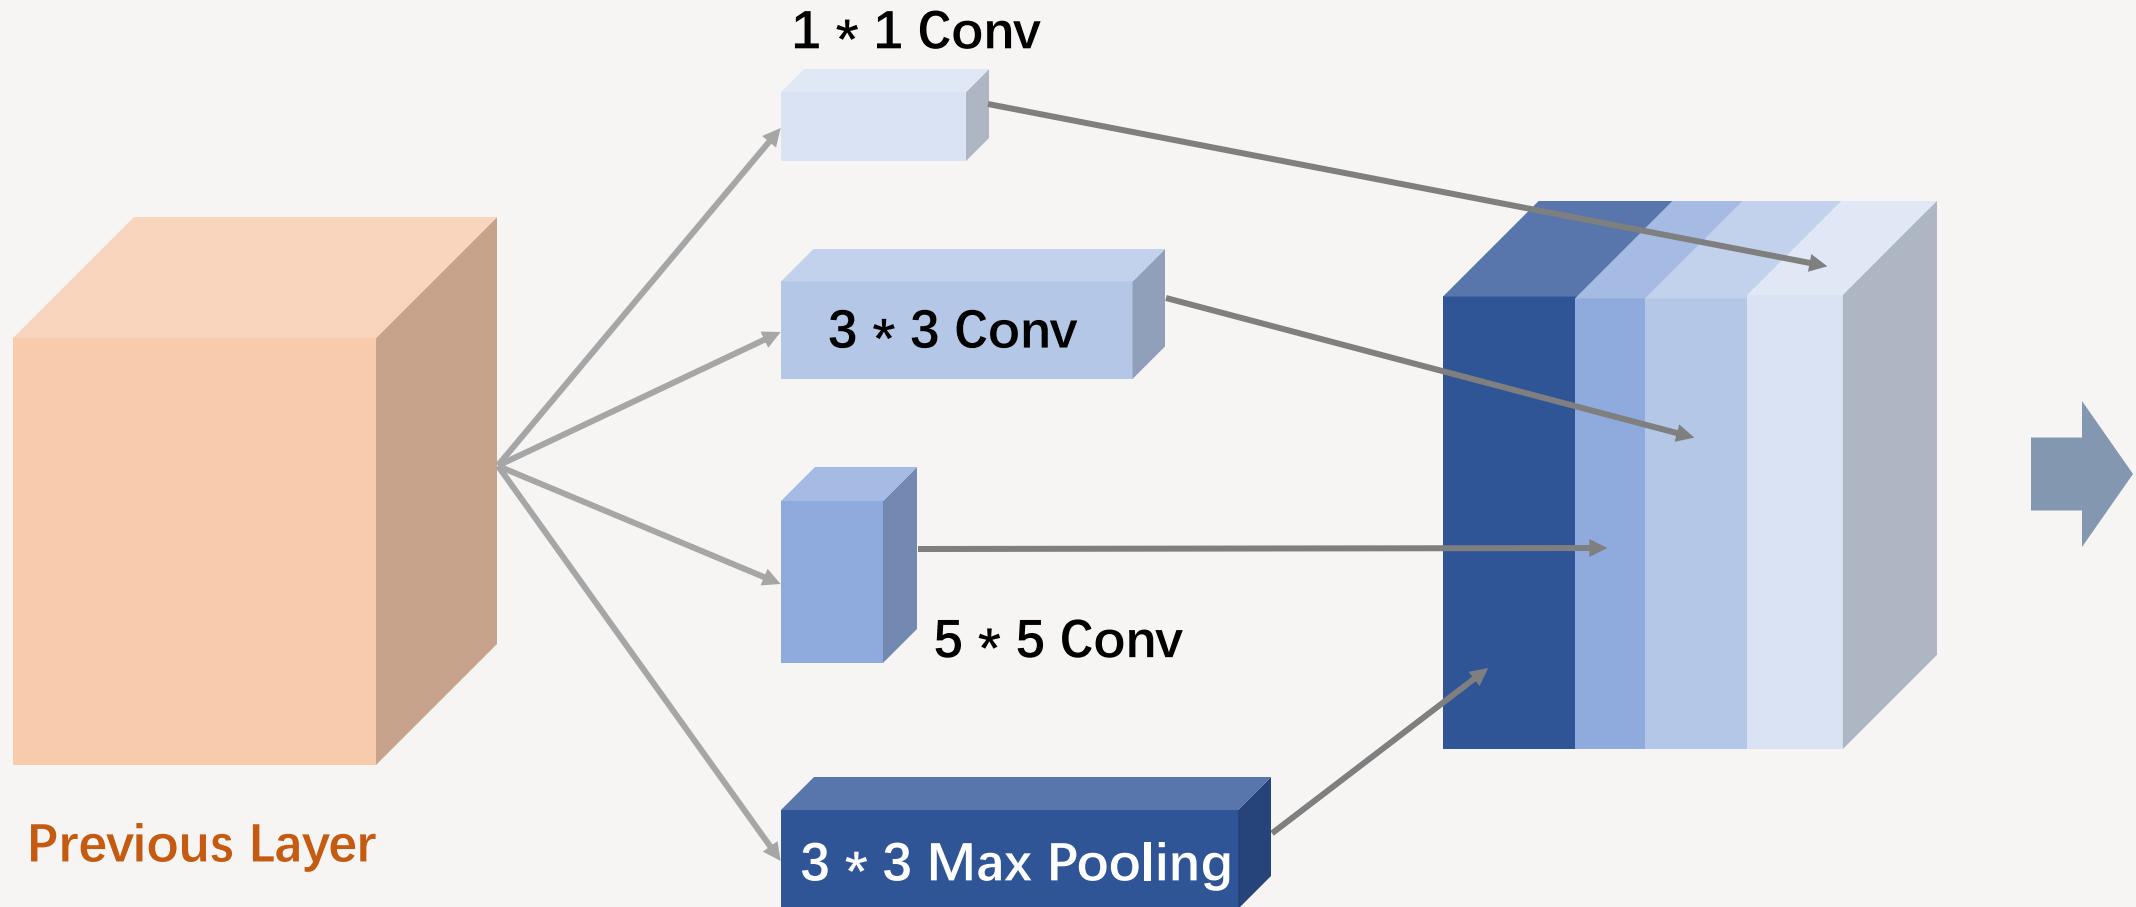 1 * 1 Conv
3 * 3 Conv
5 * 5 Conv
3 * 3 Max Pooling
Previous Layer